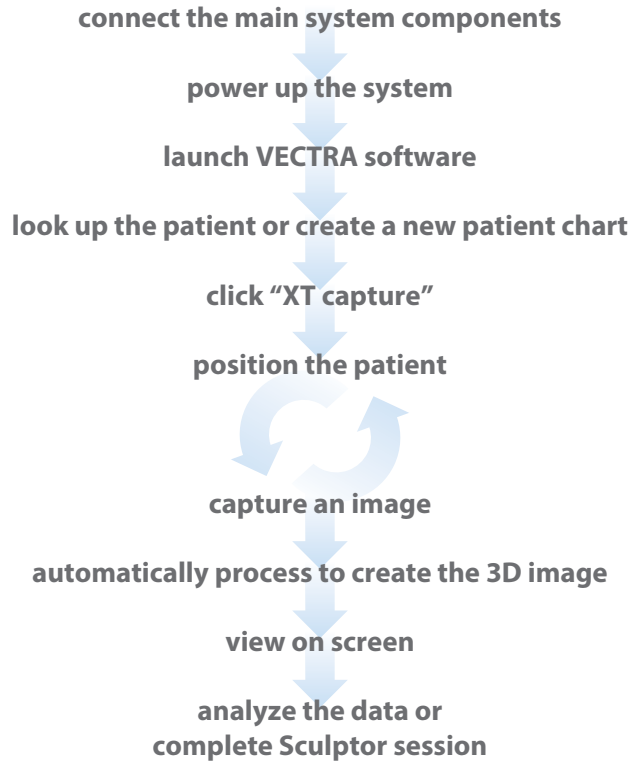 connect the main system components
power up the system
launch VECTRA software
look up the patient or create a new patient chart
click “XT capture”
position the patient
capture an image
automatically process to create the 3D image
view on screen
analyze the data or
complete Sculptor session